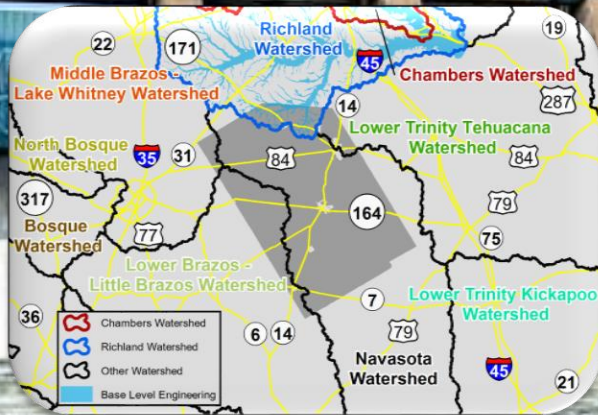 22
171
Richland
Watershed
45
19
Middle Brazos -
Lake Whitney Watershed
Chambers Watershed
287
14
North Bosque
Watershed
35
31
84
Lower Trinity Tehuacana
Watershed
84
317
Bosque
Watershed
77
164
79
75
Lower Brazos -
Little Brazos Watershed
7
Lower Trinity Kickapoo
Watershed
36
6
14
79
Navasota
Watershed
45
21
Chambers Watershed
Richland Watershed
Other Watershed
Base Level Engineering